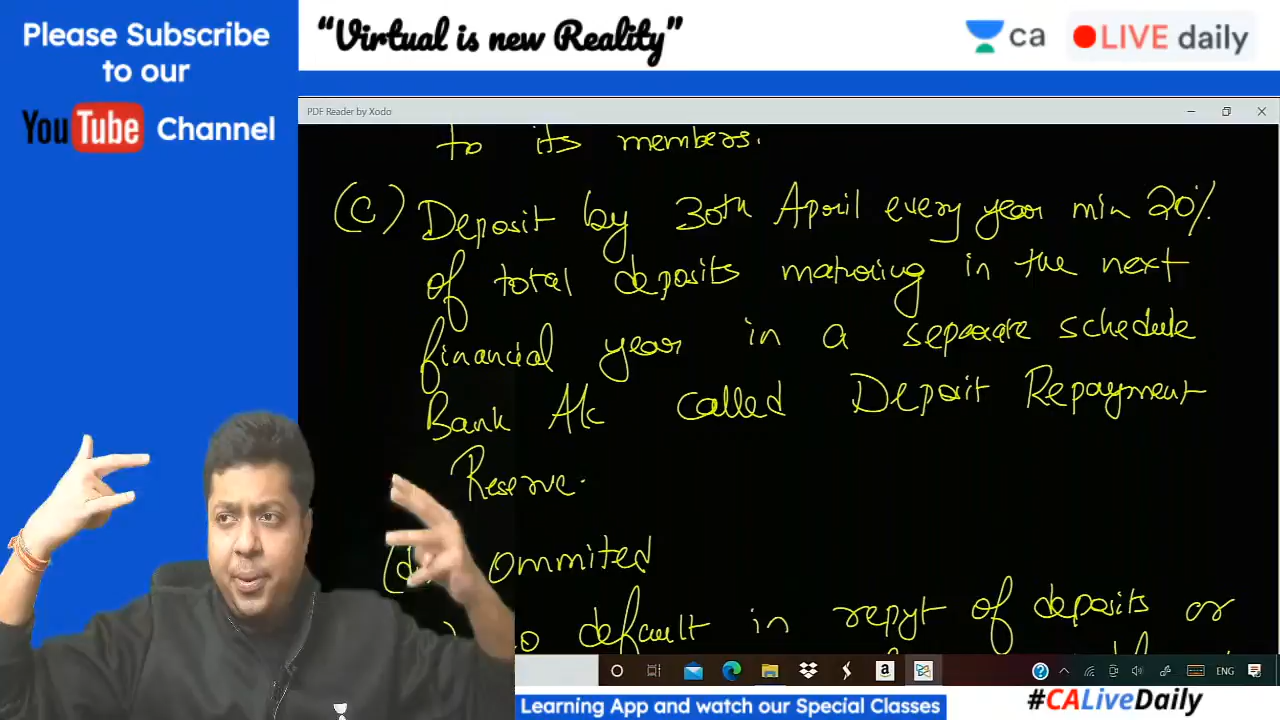 Please Subscribe
to our
YouTube Channel
"Virtual is new Reality"
ca
LIVE daily
PDF Reader by Xodo
to its members.
(c) Deposit by 30th April every year min 20%
of total deposits maturing in the next
financial year in a separate schedule
Bank A/c called Deposit Repayment
Reserve.
(d) ommited
default in repyt of deposits or
ENG
Learning App and watch our Special Classes
#CALiveDaily